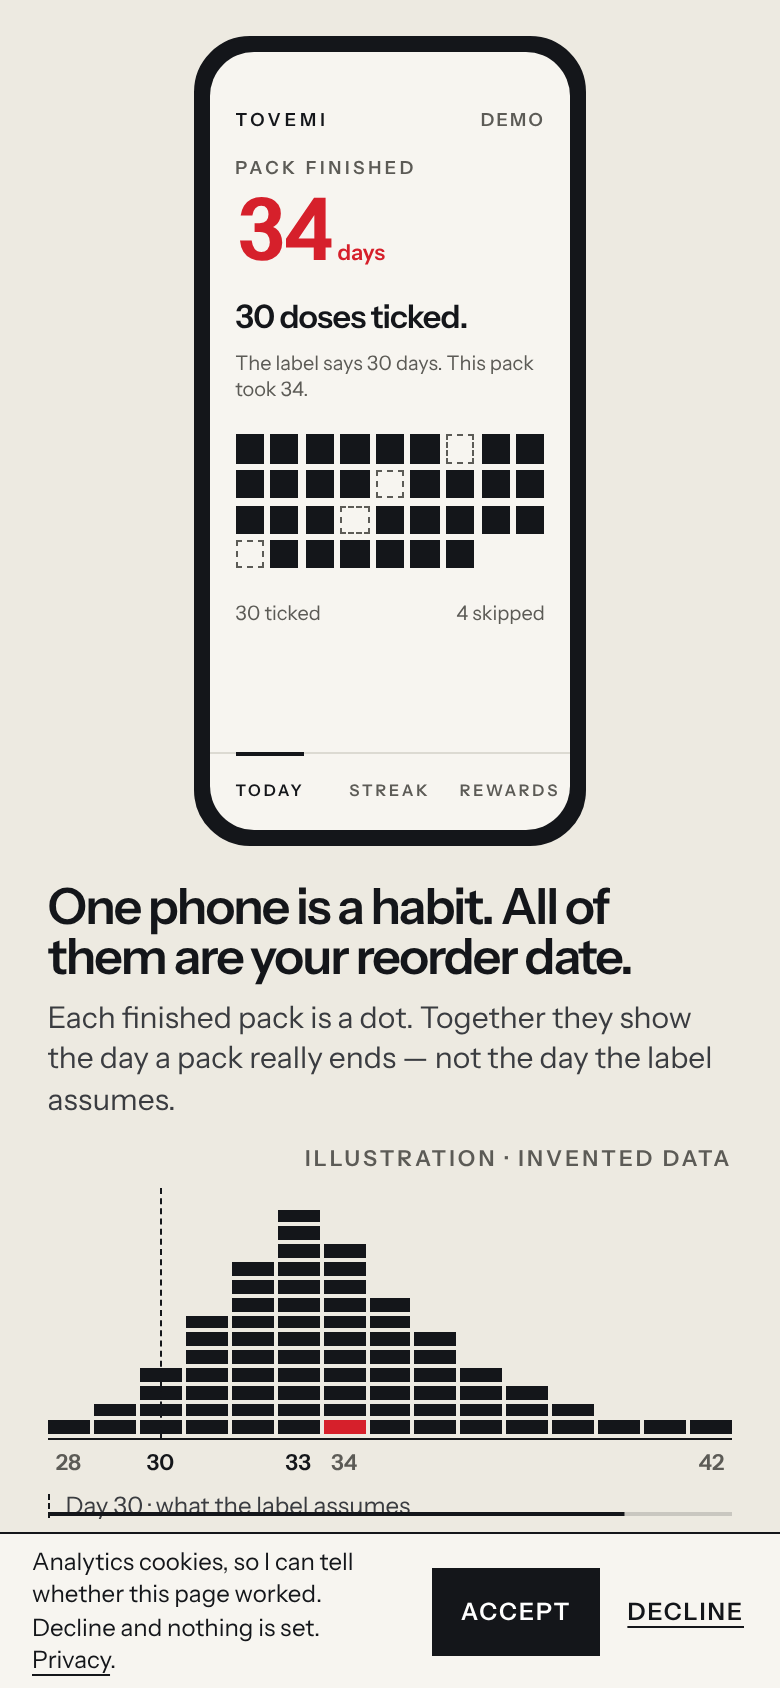 TOVEMI DEMO
PACK FINISHED
34 days
30 doses ticked.
The label says 30 days. This pack
took 34.
30 ticked 4 skipped
TODAY STREAK REWARDS
One phone is a habit. All of
them are your reorder date.
Each finished pack is a dot. Together they show
the day a pack really ends — not the day the label
assumes.
ILLUSTRATION · INVENTED DATA
28 30 33 34 42
Day 30 · what the label assumes
Analytics cookies, so I can tell
whether this page worked.
Decline and nothing is set.
Privacy.
ACCEPT DECLINE